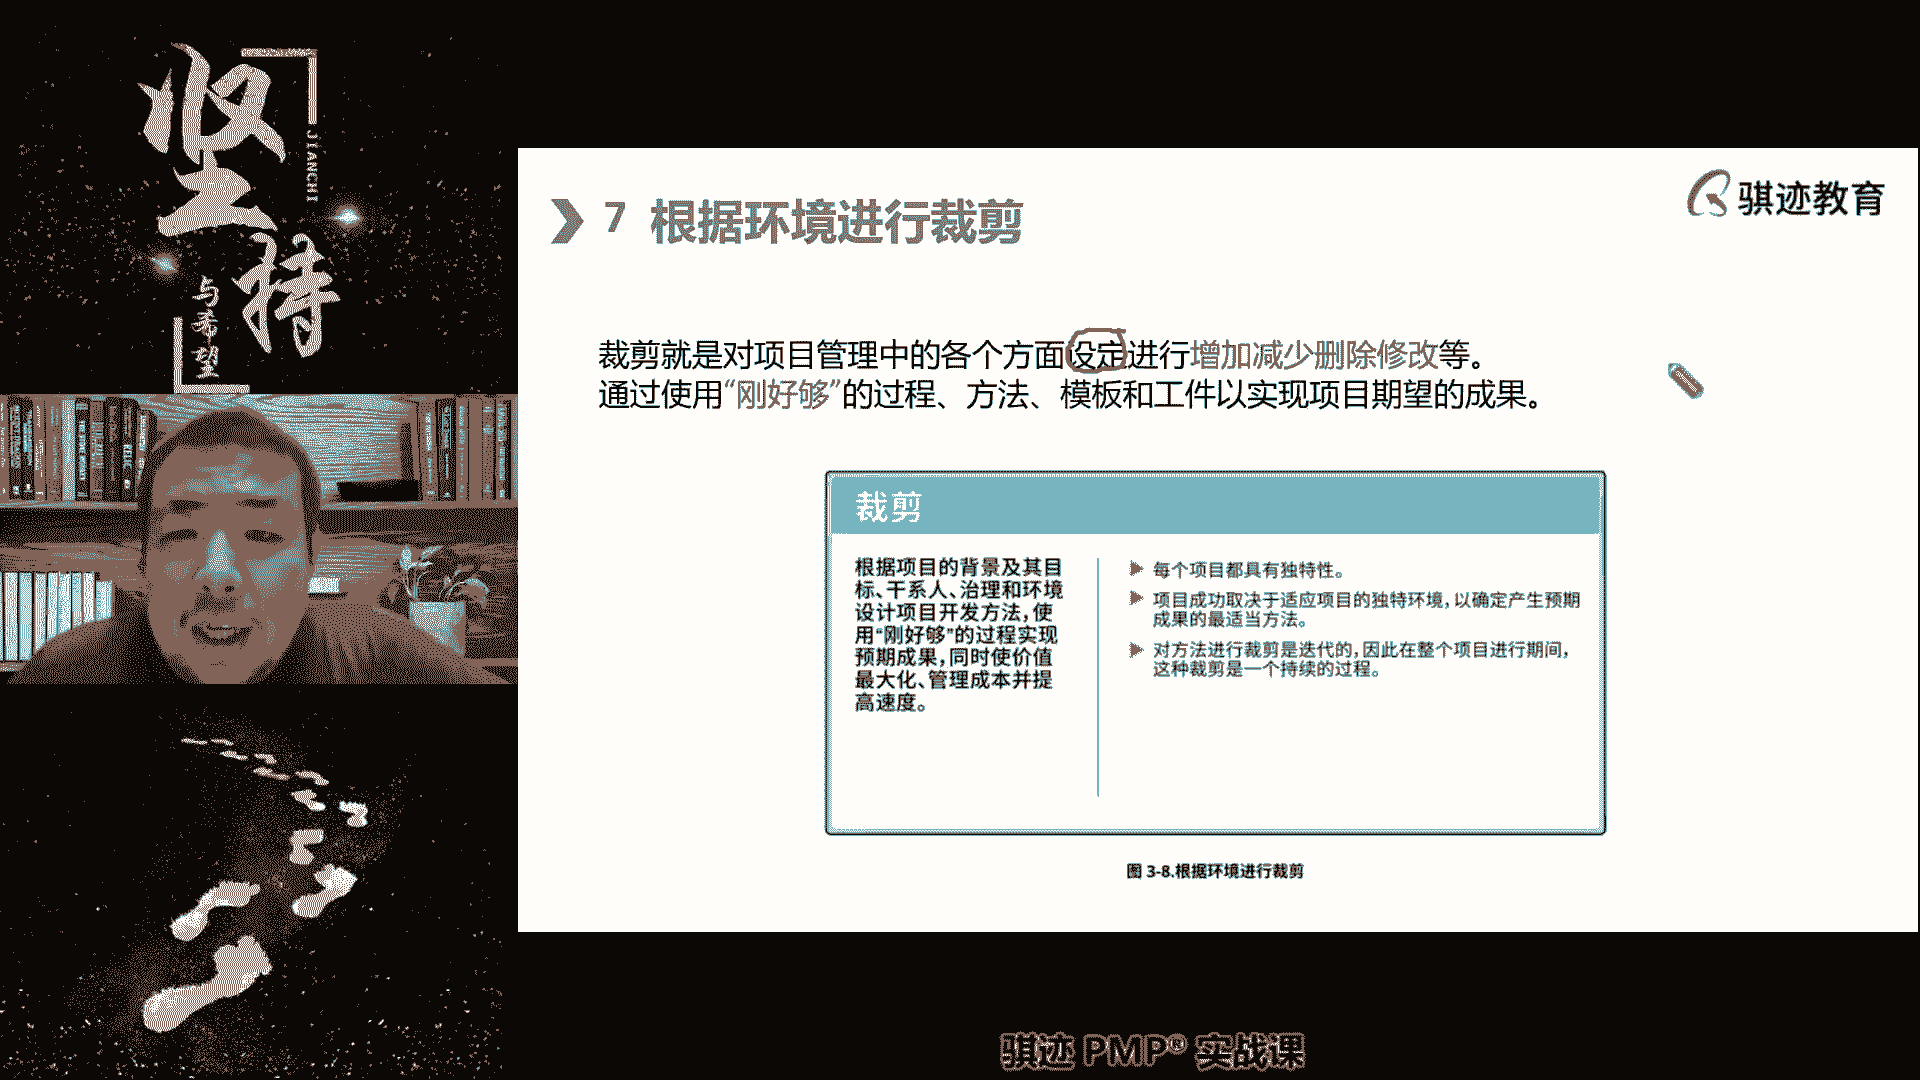 坚持
JIANCHI
与希望
骐迹教育
7 根据环境进行裁剪
裁剪就是对项目管理中的各个方面设定进行增加减少删除修改等。
通过使用“刚好够”的过程、方法、模板和工件以实现项目期望的成果。
裁剪
根据项目的背景及其目
标、干系人、治理和环境
设计项目开发方法,使
用“刚好够”的过程实现
预期成果,同时使价值
最大化、管理成本并提
高速度。
每个项目都具有独特性。
项目成功取决于适应项目的独特环境,以确定产生预期
成果的最适当方法。
对方法进行裁剪是迭代的,因此在整个项目进行期间,
这种裁剪是一个持续的过程。
图 3-8.根据环境进行裁剪
骐迹 PMP® 实战课